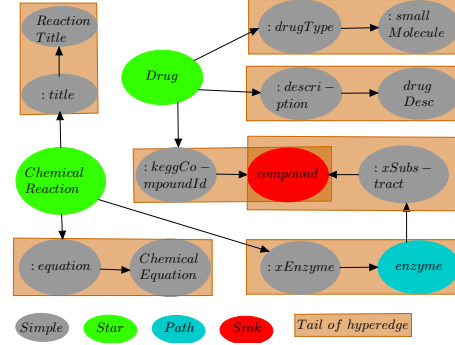 Reaction
Title
: title
Drug
: drugType
: small
Molecule
: descri −
ption
drug
Desc
Chemical
Reaction
: keggCo −
mpoundId
compound
: xSubs −
tract
: equation
Chemical
Equation
: xEnzyme
enzyme
Simple
Star
Path
Sink
Tail of hyperedge